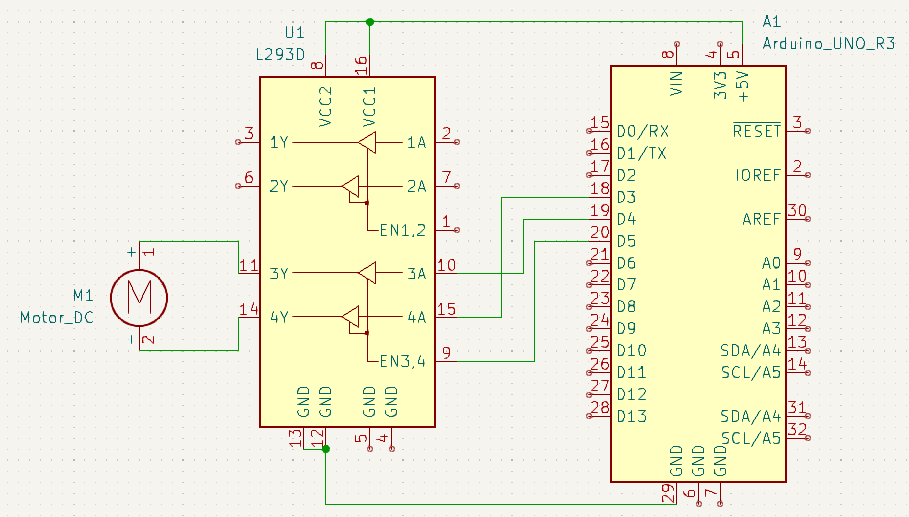 U1
L293D
8
16
VCC2
VCC1
3
1Y
1A
2
6
2Y
2A
7
EN1,2
1
11
3Y
3A
10
14
4Y
4A
15
EN3,4
9
GND
GND
GND
GND
13
12
5
4
+
1
M
M1
Motor_DC
-
2
A1
Arduino_UNO_R3
8
4
5
VIN
3V3
+5V
15
D0/RX
RESET
3
16
D1/TX
17
D2
IOREF
2
18
D3
19
D4
AREF
30
20
D5
21
D6
A0
9
22
D7
A1
10
23
D8
A2
11
24
D9
A3
12
25
D10
SDA/A4
13
26
D11
SCL/A5
14
27
D12
28
D13
SDA/A4
31
SCL/A5
32
GND
GND
GND
29
6
7